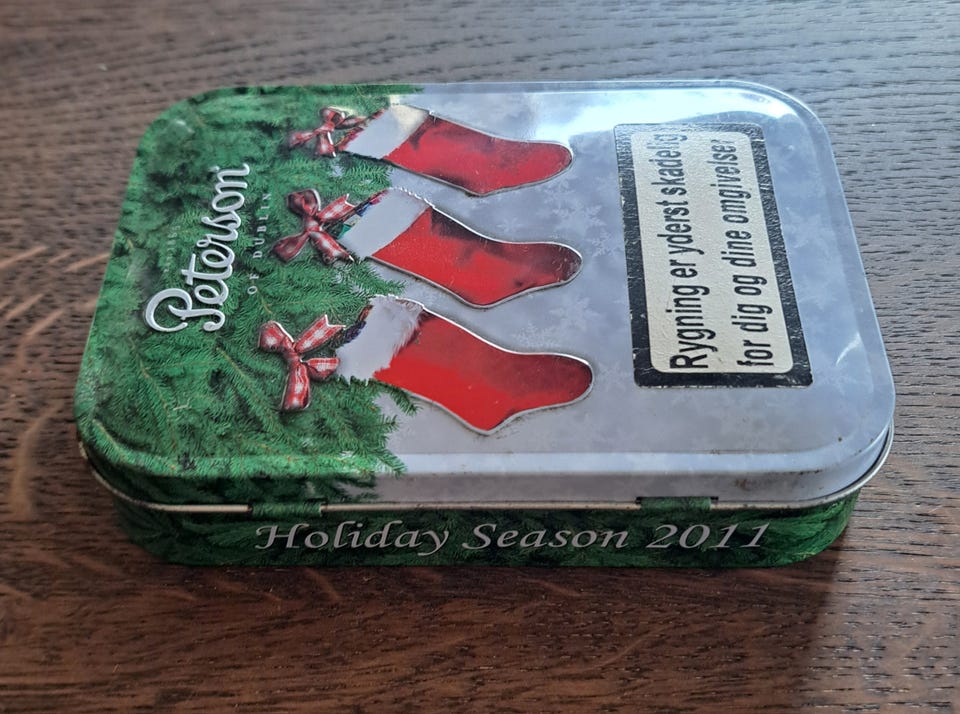 Peterson
OF DUBLIN
Rygning er yderst skadelig
for dig og dine omgivelser
Holiday Season 2011